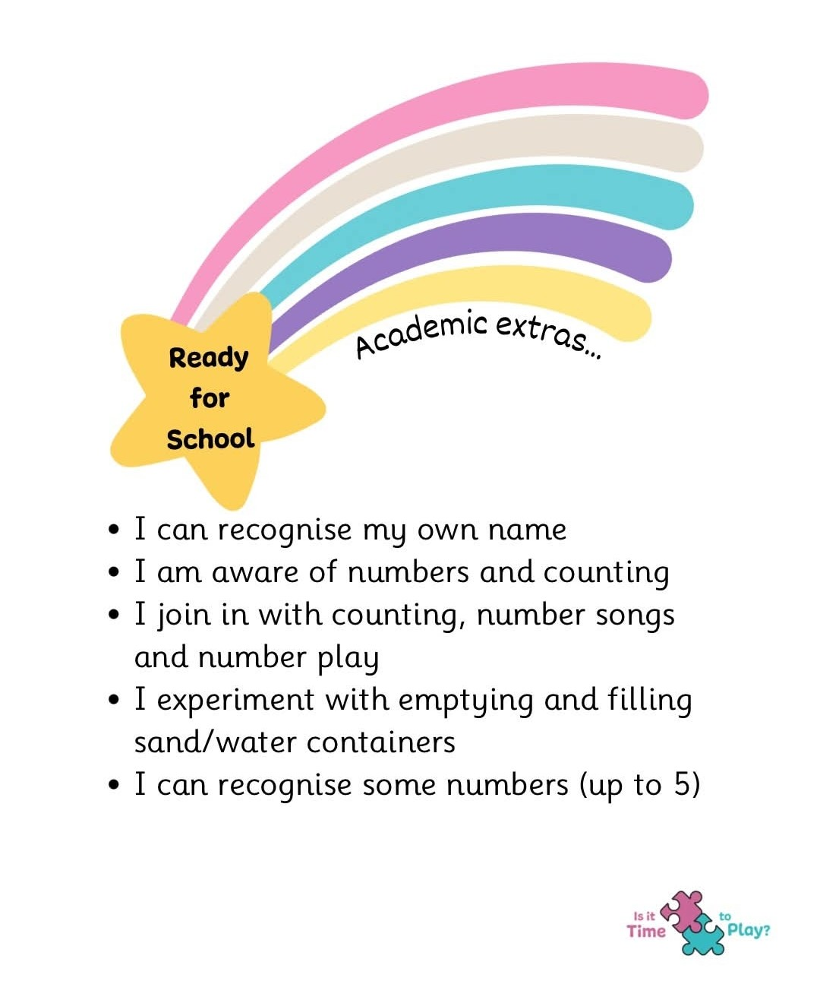 Academic extras...
Ready
for
School
• I can recognise my own name
• I am aware of numbers and counting
• I join in with counting, number songs
and number play
• I experiment with emptying and filling
sand/water containers
• I can recognise some numbers (up to 5)
Is it to
Time Play?